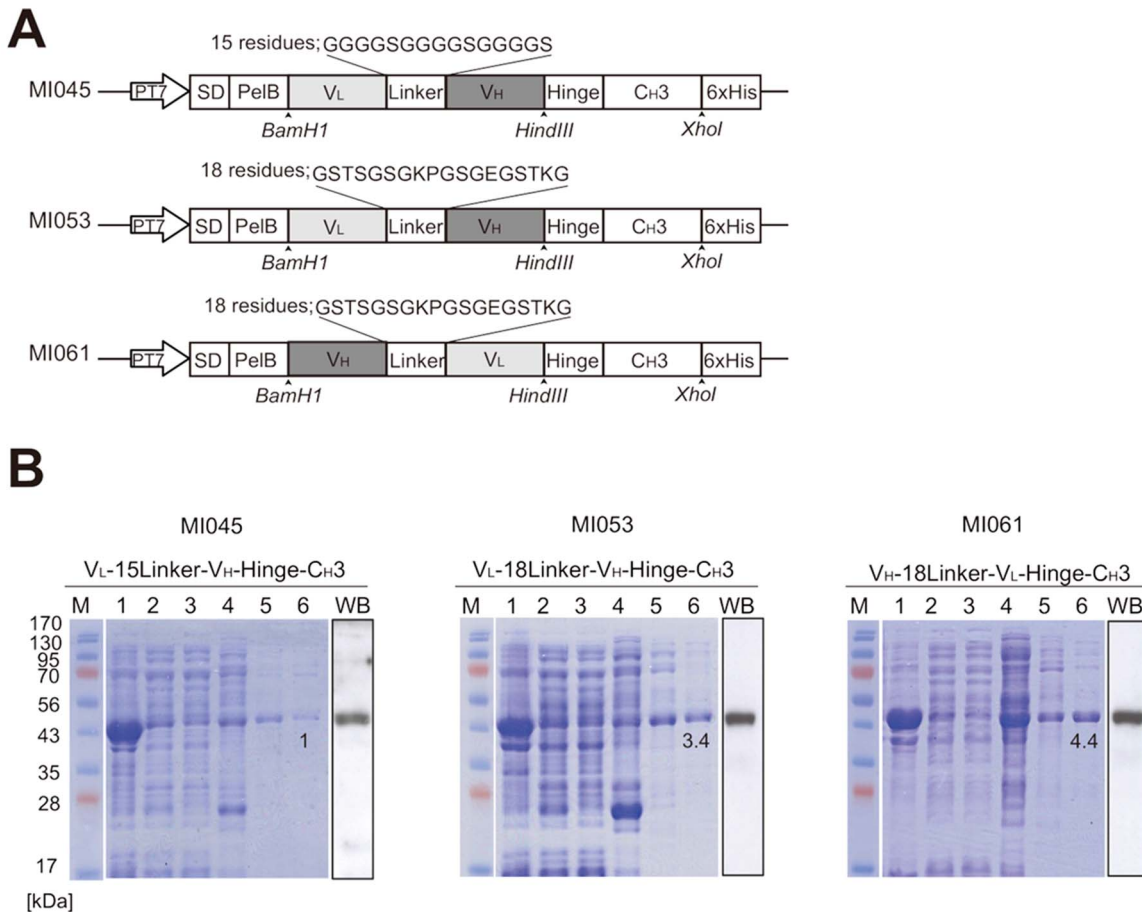 A
15 residues;GGGGSGGGGSGGGGS
MI045 PT7 SD PelB VL Linker VH Hinge CH3 6xHis
BamH1 HindIII XhoI
18 residues;GSTSGSGKPGSGEGSTKG
MI053 PT7 SD PelB VL Linker VH Hinge CH3 6xHis
BamH1 HindIII XhoI
18 residues;GSTSGSGKPGSGEGSTKG
MI061 PT7 SD PelB VH Linker VL Hinge CH3 6xHis
BamH1 HindIII XhoI
B
MI045 MI053 MI061
VL-15Linker-VH-Hinge-CH3 VL-18Linker-VH-Hinge-CH3 VH-18Linker-VL-Hinge-CH3
M 1 2 3 4 5 6 WB M 1 2 3 4 5 6 WB M 1 2 3 4 5 6 WB
170
130
95
70
56
43 1 3.4 4.4
35
28
17
[kDa]